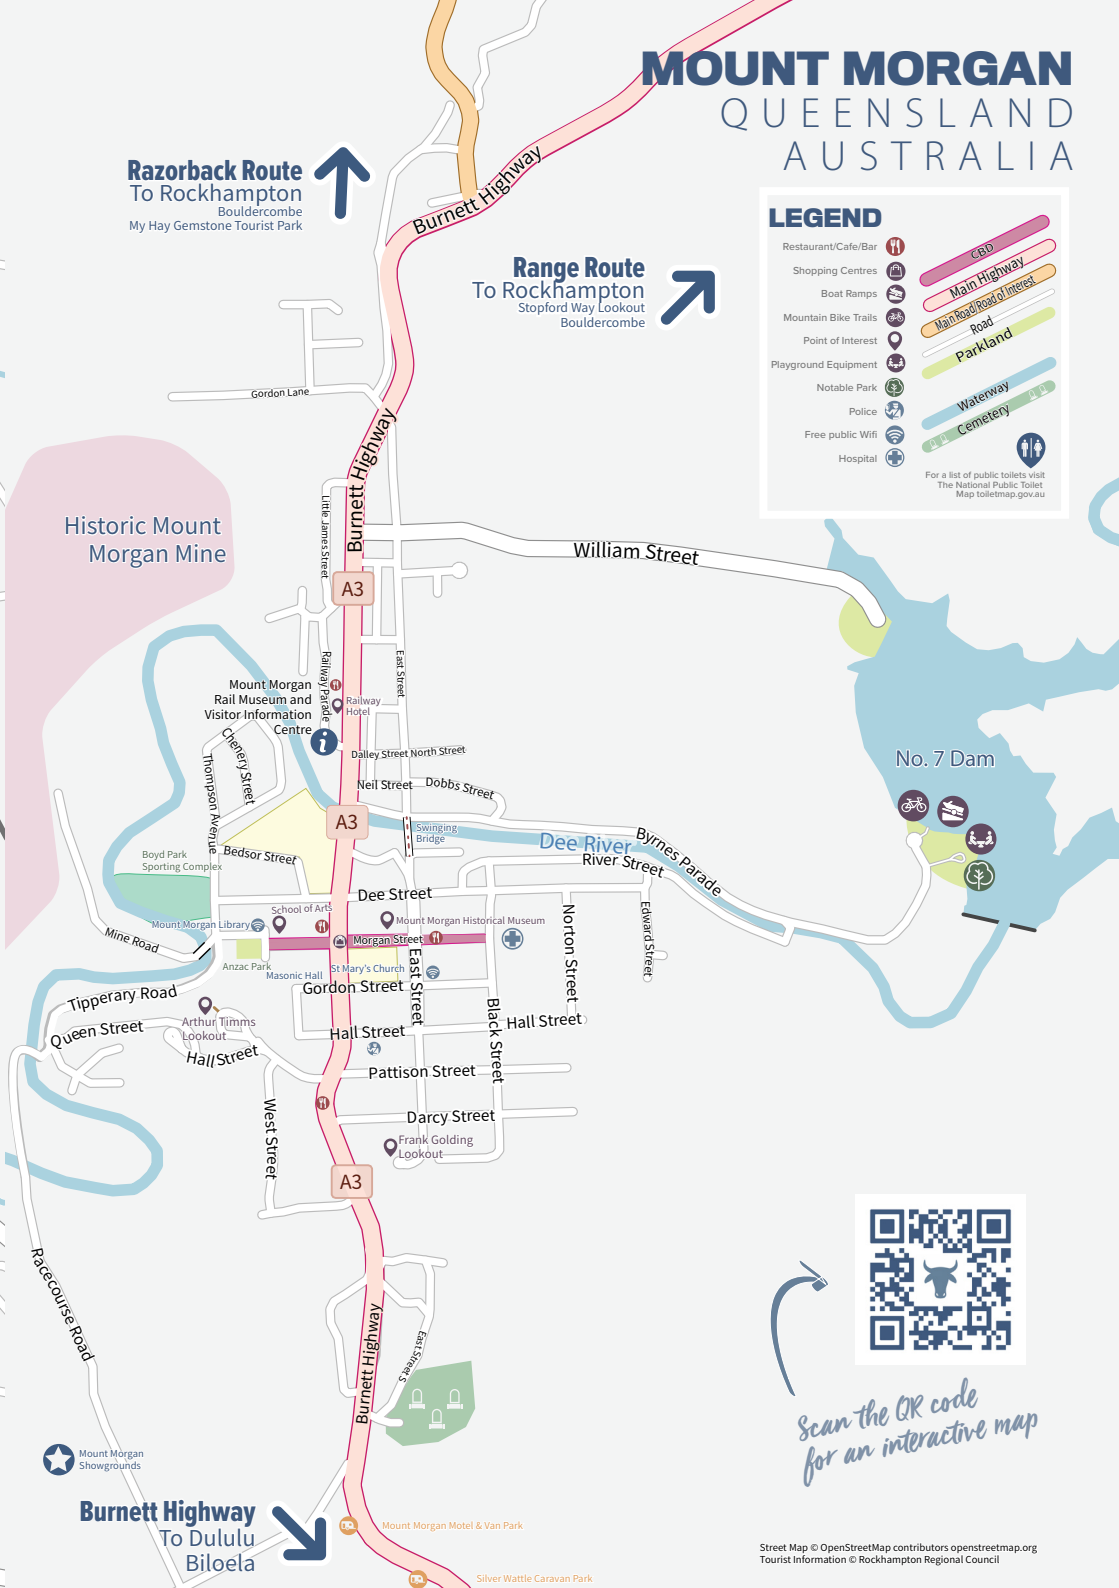 MOUNT MORGAN
QUEENSLAND
AUSTRALIA
Razorback Route
To Rockhampton
Bouldercombe
My Hay Gemstone Tourist Park
Burnett Highway
Range Route
To Rockhampton
Stopford Way Lookout
Bouldercombe
LEGEND
Restaurant/Cafe/Bar
Shopping Centres
Boat Ramps
Mountain Bike Trails
Point of Interest
Playground Equipment
Notable Park
Police
Free public Wifi
Hospital
CBD
Main Highway
Main Road/Road of Interest
Road
Parkland
Waterway
Cemetery
For a list of public toilets visit
The National Public Toilet
Map toiletmap.gov.au
Gordon Lane
Burnett Highway
Little James Street
Historic Mount
Morgan Mine
William Street
A3
Railway Parade
East Street
Mount Morgan
Rail Museum and
Visitor Information
Centre
Railway
Hotel
Chenery Street
Thompson Avenue
Dalley Street North Street
Neil Street
Dobbs Street
No. 7 Dam
A3
Swinging
Bridge
Dee River
Byrnes Parade
River Street
Boyd Park
Sporting Complex
Bedsor Street
Dee Street
School of Arts
Mount Morgan Library
Mount Morgan Historical Museum
Morgan Street
Norton Street
Edward Street
Mine Road
Anzac Park
Masonic Hall
St Mary's Church
East Street
Gordon Street
Tipperary Road
Queen Street
Arthur Timms
Lookout
Hall Street
Hall Street
Hall Street
Black Street
Pattison Street
West Street
Darcy Street
Frank Golding
Lookout
A3
Racecourse Road
Burnett Highway
East Street S
Scan the QR code
for an interactive map
Mount Morgan
Showgrounds
Burnett Highway
To Dululu
Biloela
Mount Morgan Motel & Van Park
Silver Wattle Caravan Park
Street Map © OpenStreetMap contributors openstreetmap.org
Tourist Information © Rockhampton Regional Council